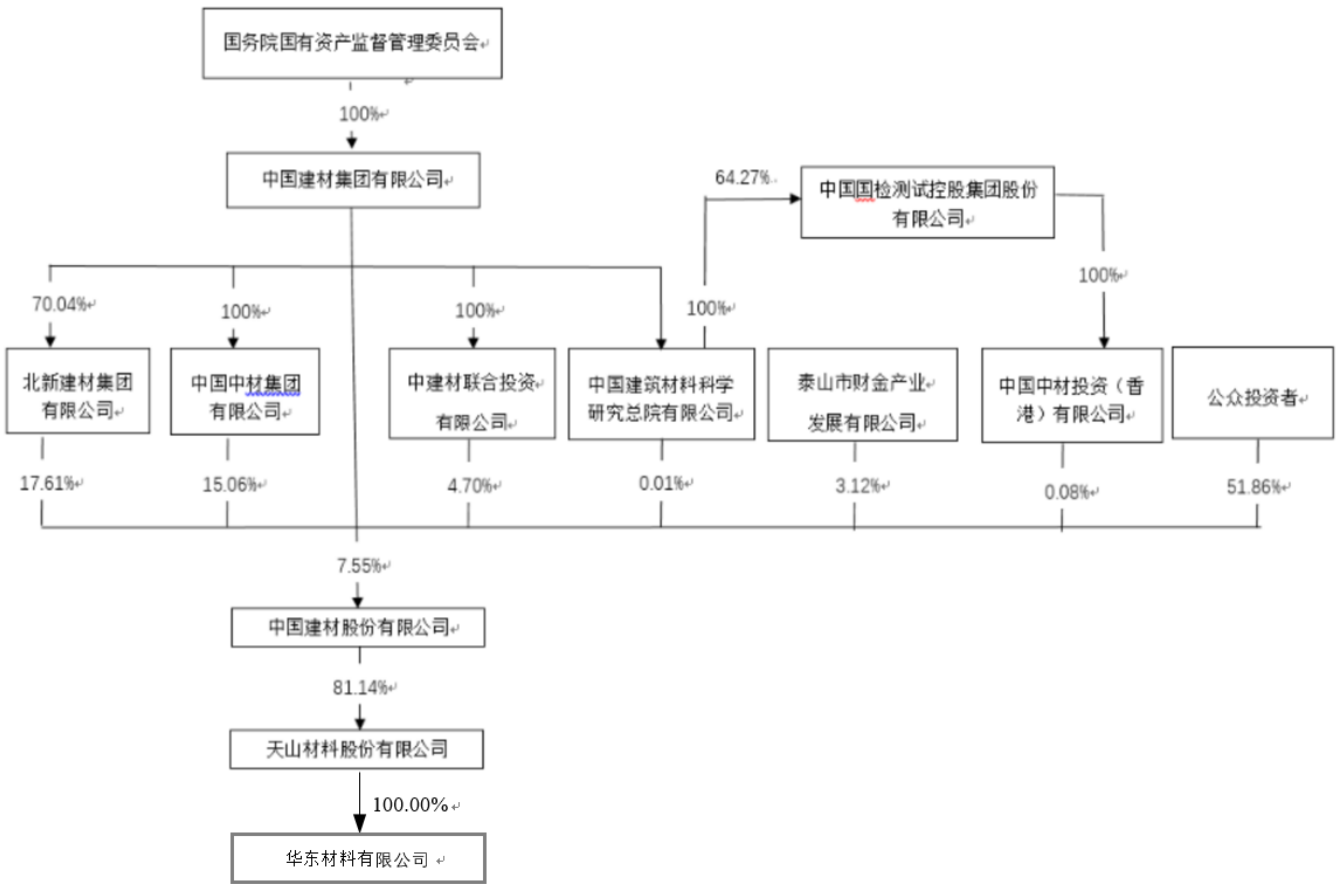 国务院国有资产监督管理委员会
100%
中国建材集团有限公司
64.27%
中国国检测试控股集团股份
有限公司
70.04%
100%
100%
100%
100%
北新建材集团
有限公司
中国中材集团
有限公司
中建材联合投资
有限公司
中国建筑材料科学
研究总院有限公司
泰山市财金产业
发展有限公司
中国中材投资（香
港）有限公司
公众投资者
17.61%
15.06%
4.70%
0.01%
3.12%
0.08%
51.86%
7.55%
中国建材股份有限公司
81.14%
天山材料股份有限公司
100.00%
华东材料有限公司